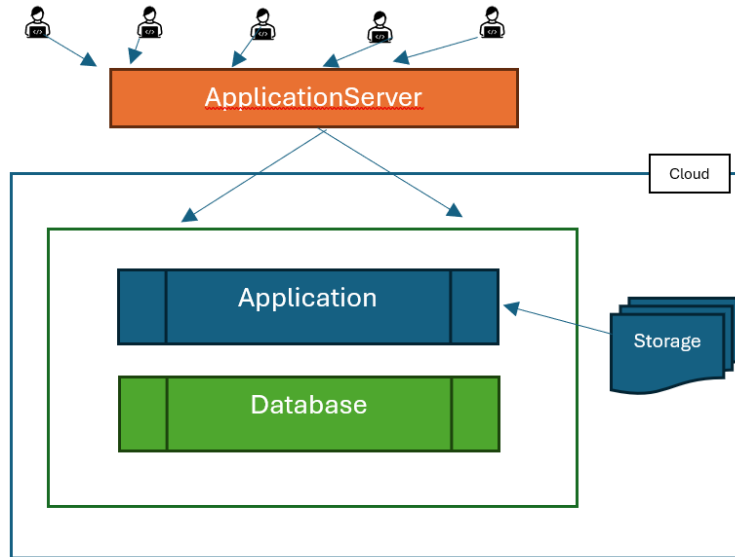 ApplicationServer
Cloud
Application
Storage
Database